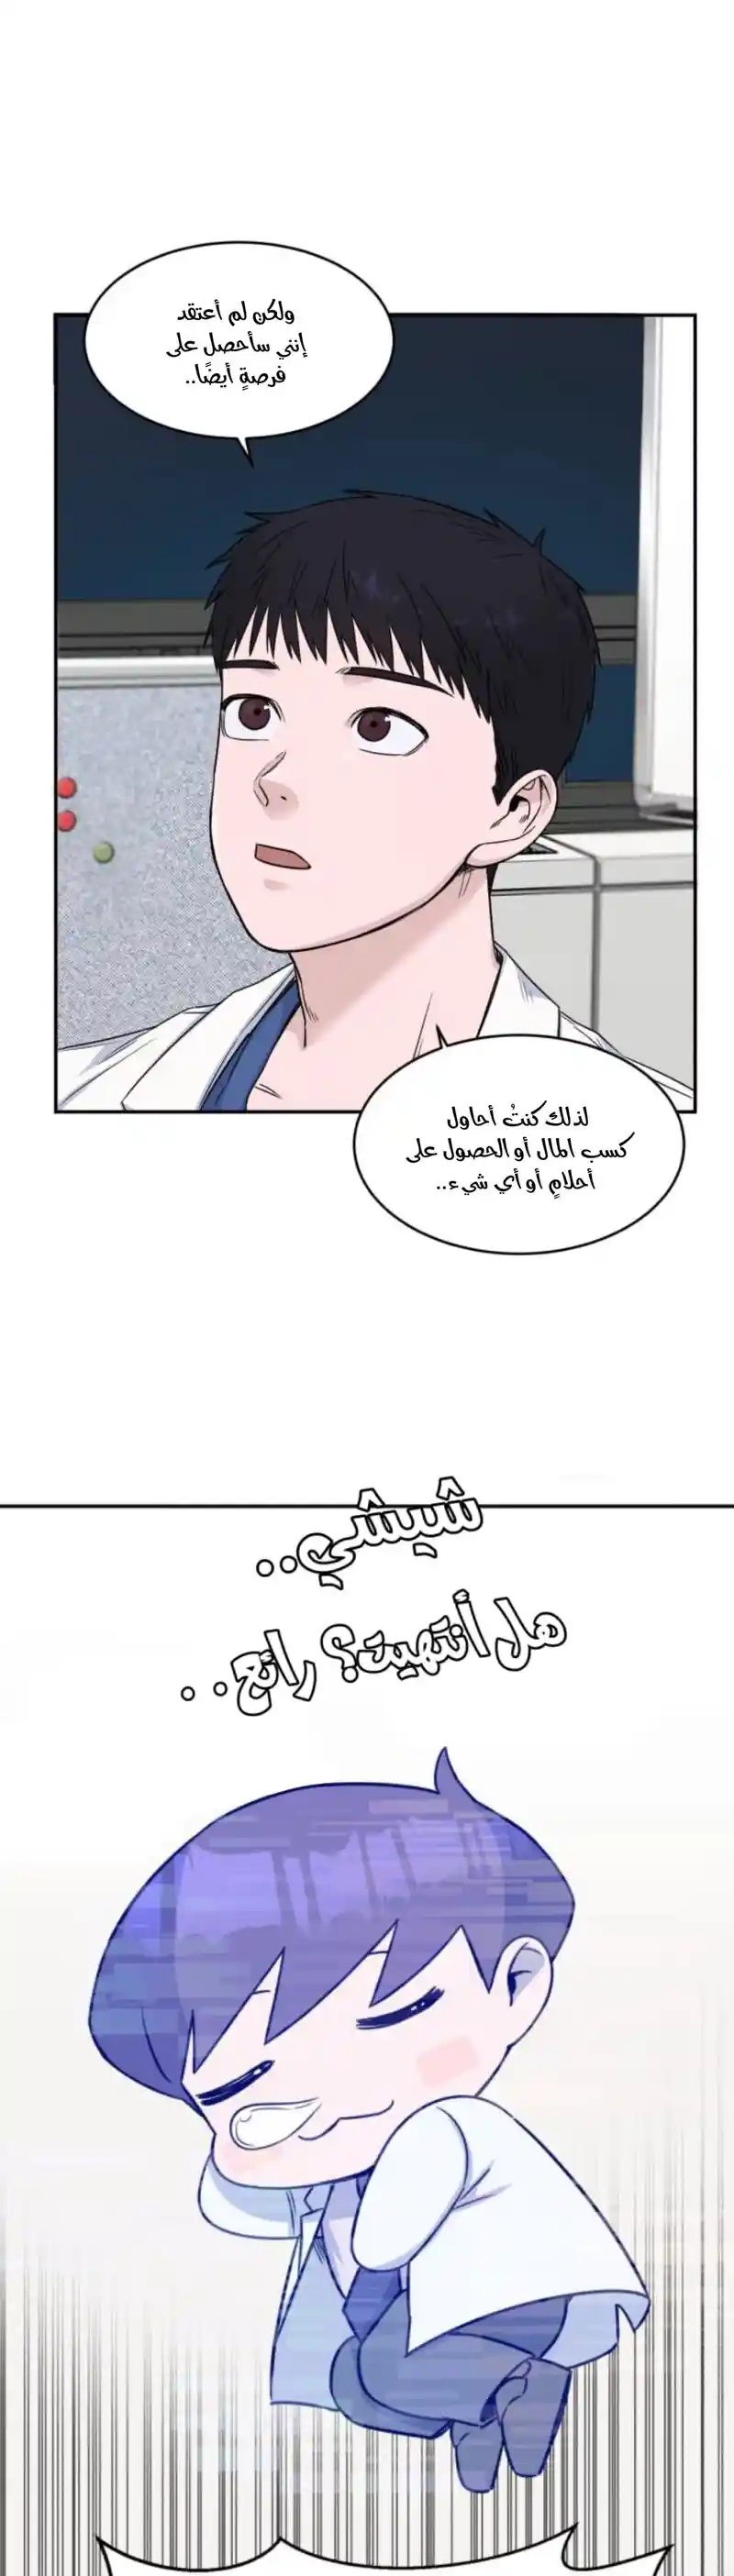 ولكن لم أعتقد
إنني سأحصل على
فرصةٍ أيضًا..
لذلك كنتُ أحاول
كسب المال أو الحصول على
أحلامٍ أو أي شيء..
شيشي..
هل أنتهيت؟ رائع..